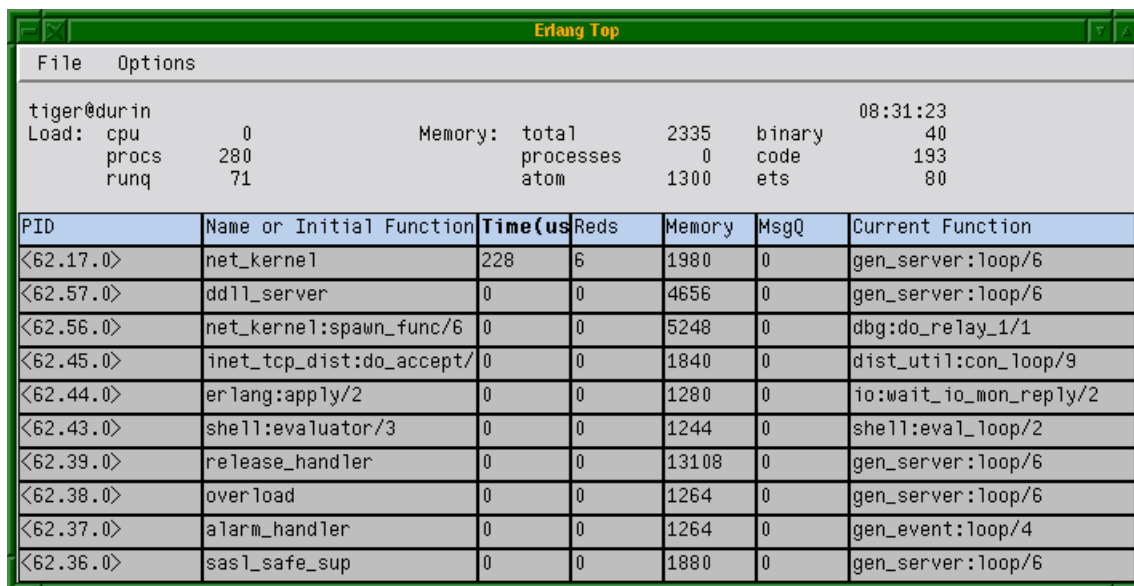 Erlang Top
File Options
tiger@durin 08:31:23
Load: cpu 0 Memory: total 2335 binary 40
procs 280 processes 0 code 193
runq 71 atom 1300 ets 80
PID Name or Initial Function Time(us Reds Memory MsgQ Current Function
<62.17.0> net_kernel 228 6 1980 0 gen_server:loop/6
<62.57.0> ddll_server 0 0 4656 0 gen_server:loop/6
<62.56.0> net_kernel:spawn_func/6 0 0 5248 0 dbg:do_relay_1/1
<62.45.0> inet_tcp_dist:do_accept/ 0 0 1840 0 dist_util:con_loop/9
<62.44.0> erlang:apply/2 0 0 1280 0 io:wait_io_mon_reply/2
<62.43.0> shell:evaluator/3 0 0 1244 0 shell:eval_loop/2
<62.39.0> release_handler 0 0 13108 0 gen_server:loop/6
<62.38.0> overload 0 0 1264 0 gen_server:loop/6
<62.37.0> alarm_handler 0 0 1264 0 gen_event:loop/4
<62.36.0> sasl_safe_sup 0 0 1880 0 gen_server:loop/6